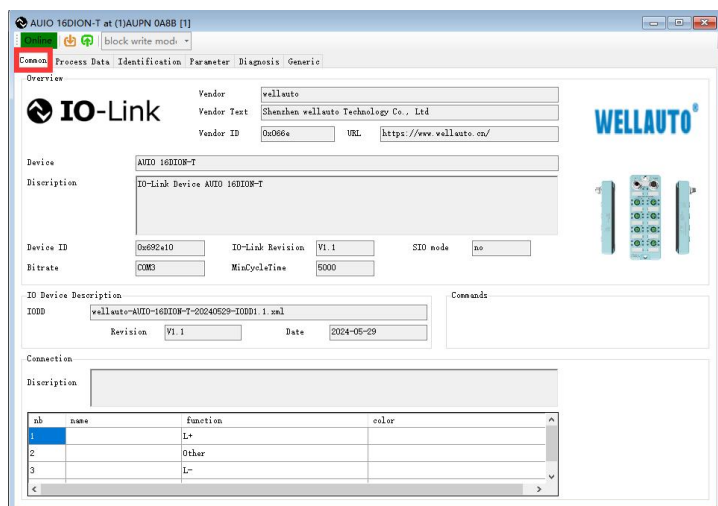 AUIO 16DION-T at (1)AUPN 0A8B [1]
Online block write mode
Common Process Data Identification Parameter Diagnosis Generic
Overview
IO-Link
Vendor wellauto
Vendor Text Shenzhen wellauto Technology Co., Ltd
Vendor ID 0x066e URL https://www.wellauto.cn/
WELLAUTO®
Device AUIO 16DION-T
Discription IO-Link Device AUIO 16DION-T
Device ID 0x692e10 IO-Link Revision V1.1 SIO mode no
Bitrate COM3 MinCycleTime 5000
IO Device Description
Commands
IODD wellauto-AUIO-16DION-T-20240529-IODD1.1.xml
Revision V1.1 Date 2024-05-29
Connection
Discription
nb name function color
1 L+
2 Other
3 L-